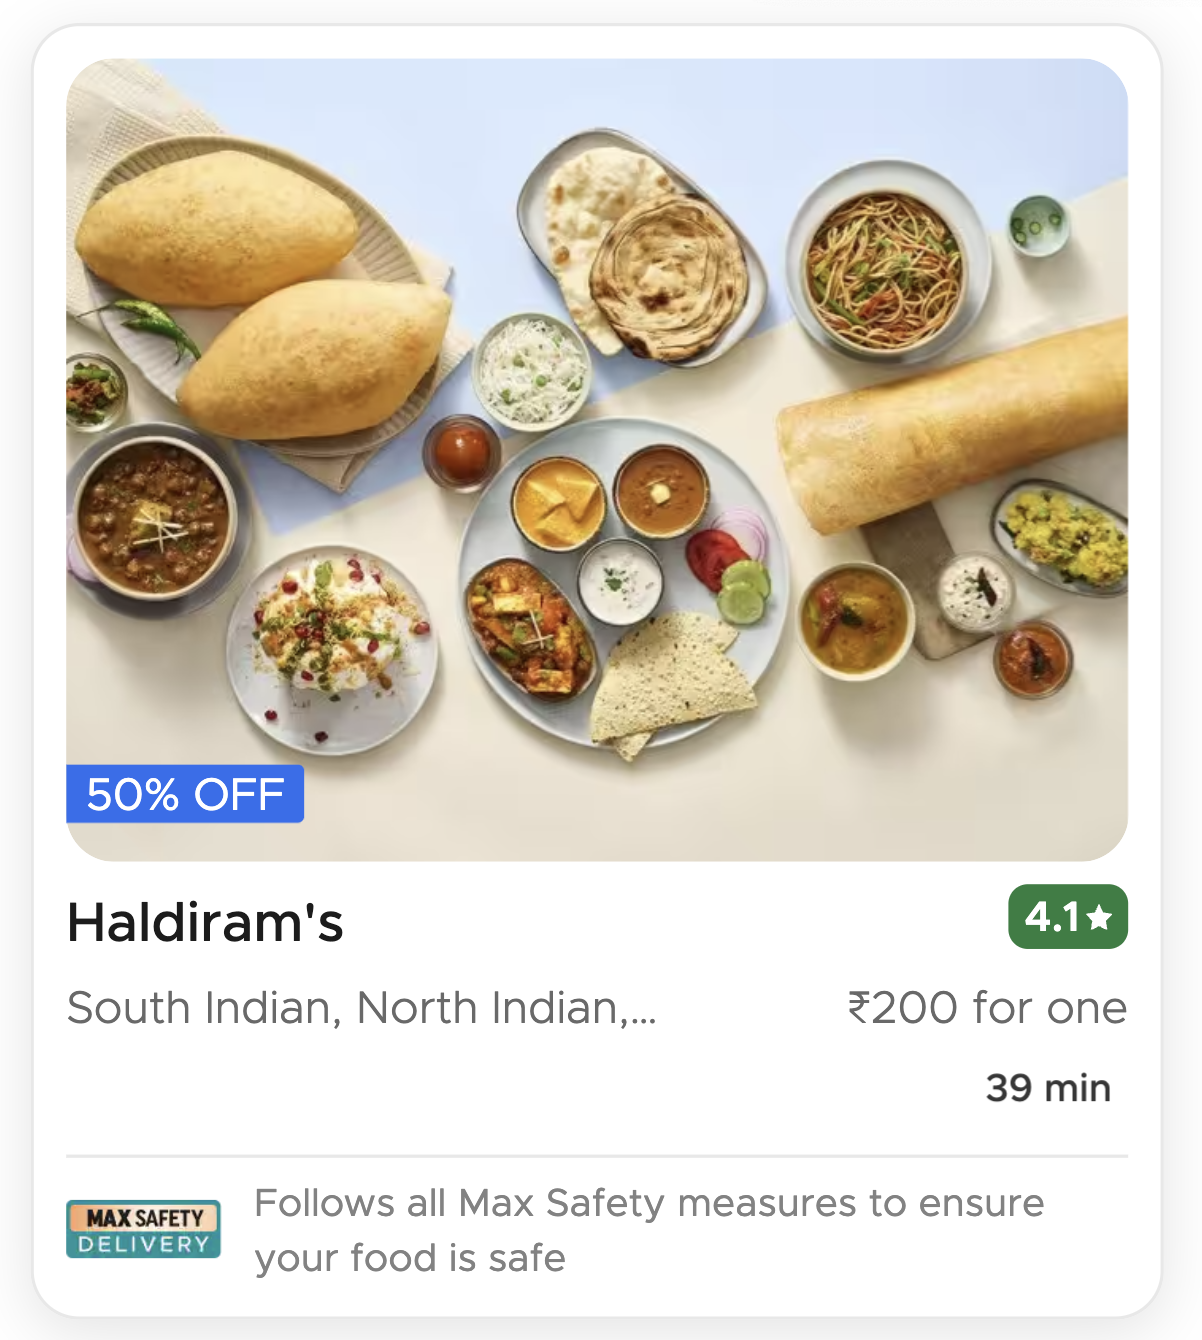 50% OFF
Haldiram's
4.1★
South Indian, North Indian,...
₹200 for one
39 min
MAX SAFETY
DELIVERY
Follows all Max Safety measures to ensure
your food is safe